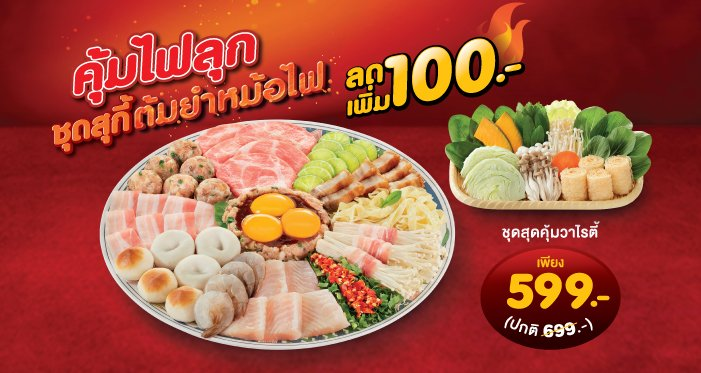 คุ้มไฟลุก
ชุดสุกี้ต้มยำหม้อไฟ
ลดเพิ่ม 100.-
ชุดสุดคุ้มวาไรตี้
เพียง
599.-
(ปกติ 699.-)